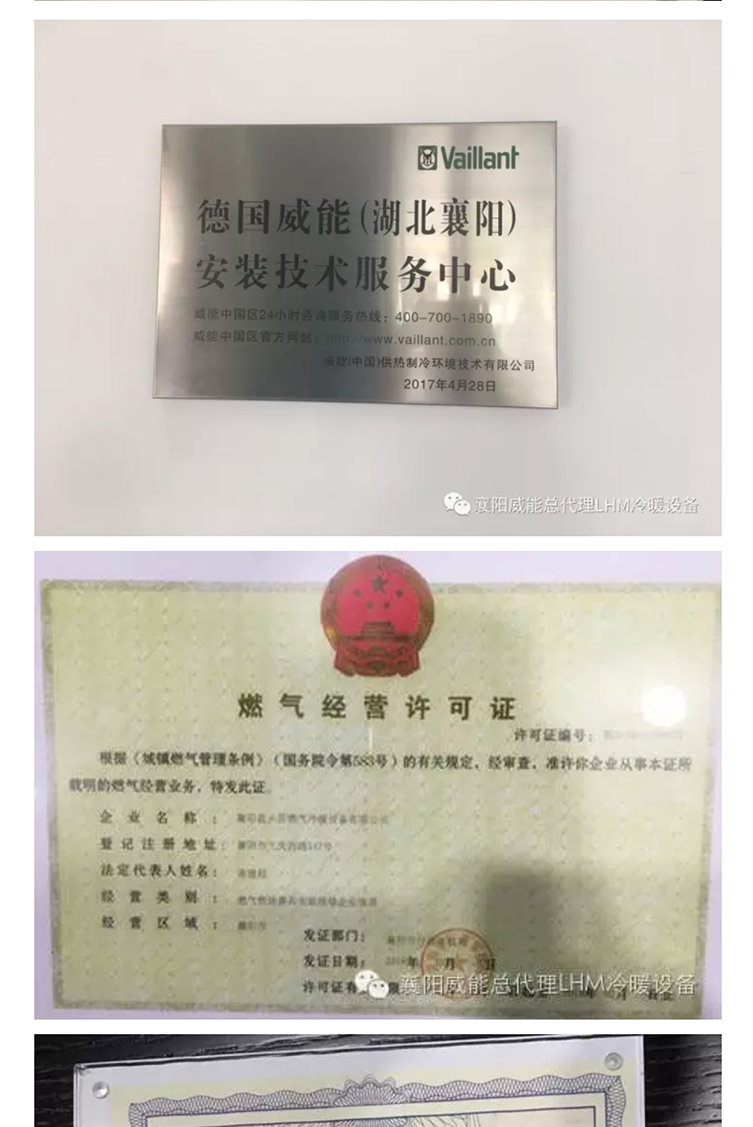 Vaillant
德国威能(湖北襄阳)
安装技术服务中心
威能中国区24小时咨询服务热线：400-700-1890
威能中国区官方网站：http://www.vaillant.com.cn
威能(中国)供热制冷环境技术有限公司
2017年4月28日
襄阳威能总代理LHM冷暖设备
燃气经营许可证
许可证编号：
根据《城镇燃气管理条例》（国务院令第583号）的有关规定，经审查，准许你企业从事本证所
载明的燃气经营业务，特发此证。
企业名称：
登记注册地址：
法定代表人姓名：
经营类别：
经营区域：襄阳市
发证部门：
发证日期：
许可证有
襄阳威能总代理LHM冷暖设备